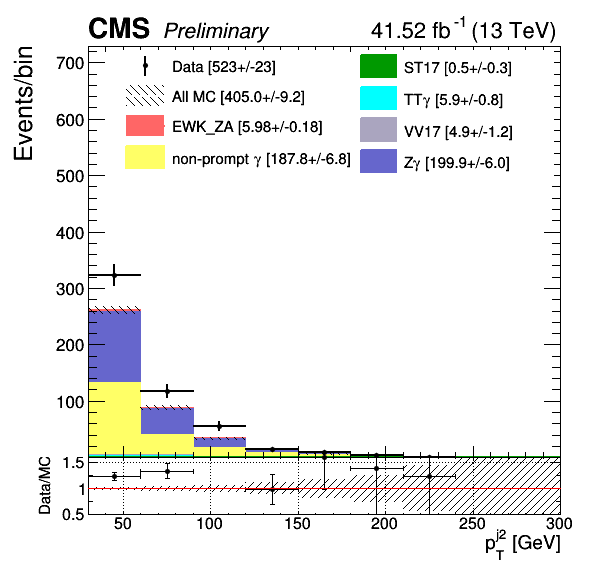 CMS Preliminary 41.52 fb⁻¹ (13 TeV)
Events/bin
700
600
500
400
300
200
100
Data [523+/-23]
All MC [405.0+/-9.2]
EWK_ZA [5.98+/-0.18]
non-prompt γ [187.8+/-6.8]
ST17 [0.5+/-0.3]
TTγ [5.9+/-0.8]
VV17 [4.9+/-1.2]
Zγ [199.9+/-6.0]
Data/MC
1.5
1
0.5
50 100 150 200 250 300
p_T^j2 [GeV]